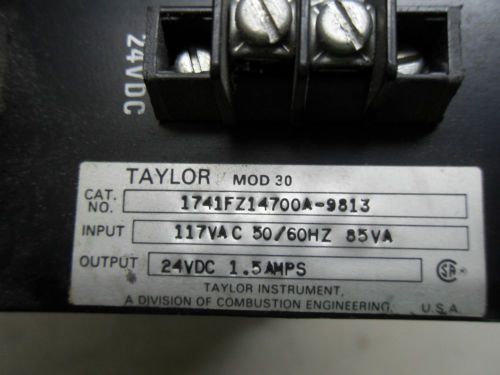 24VDC
TAYLOR MOD 30
CAT. NO. 1741FZ14700A-9813
INPUT 117VAC 50/60HZ 85VA
OUTPUT 24VDC 1.5AMPS
TAYLOR INSTRUMENT,
A DIVISION OF COMBUSTION ENGINEERING, U.S.A.